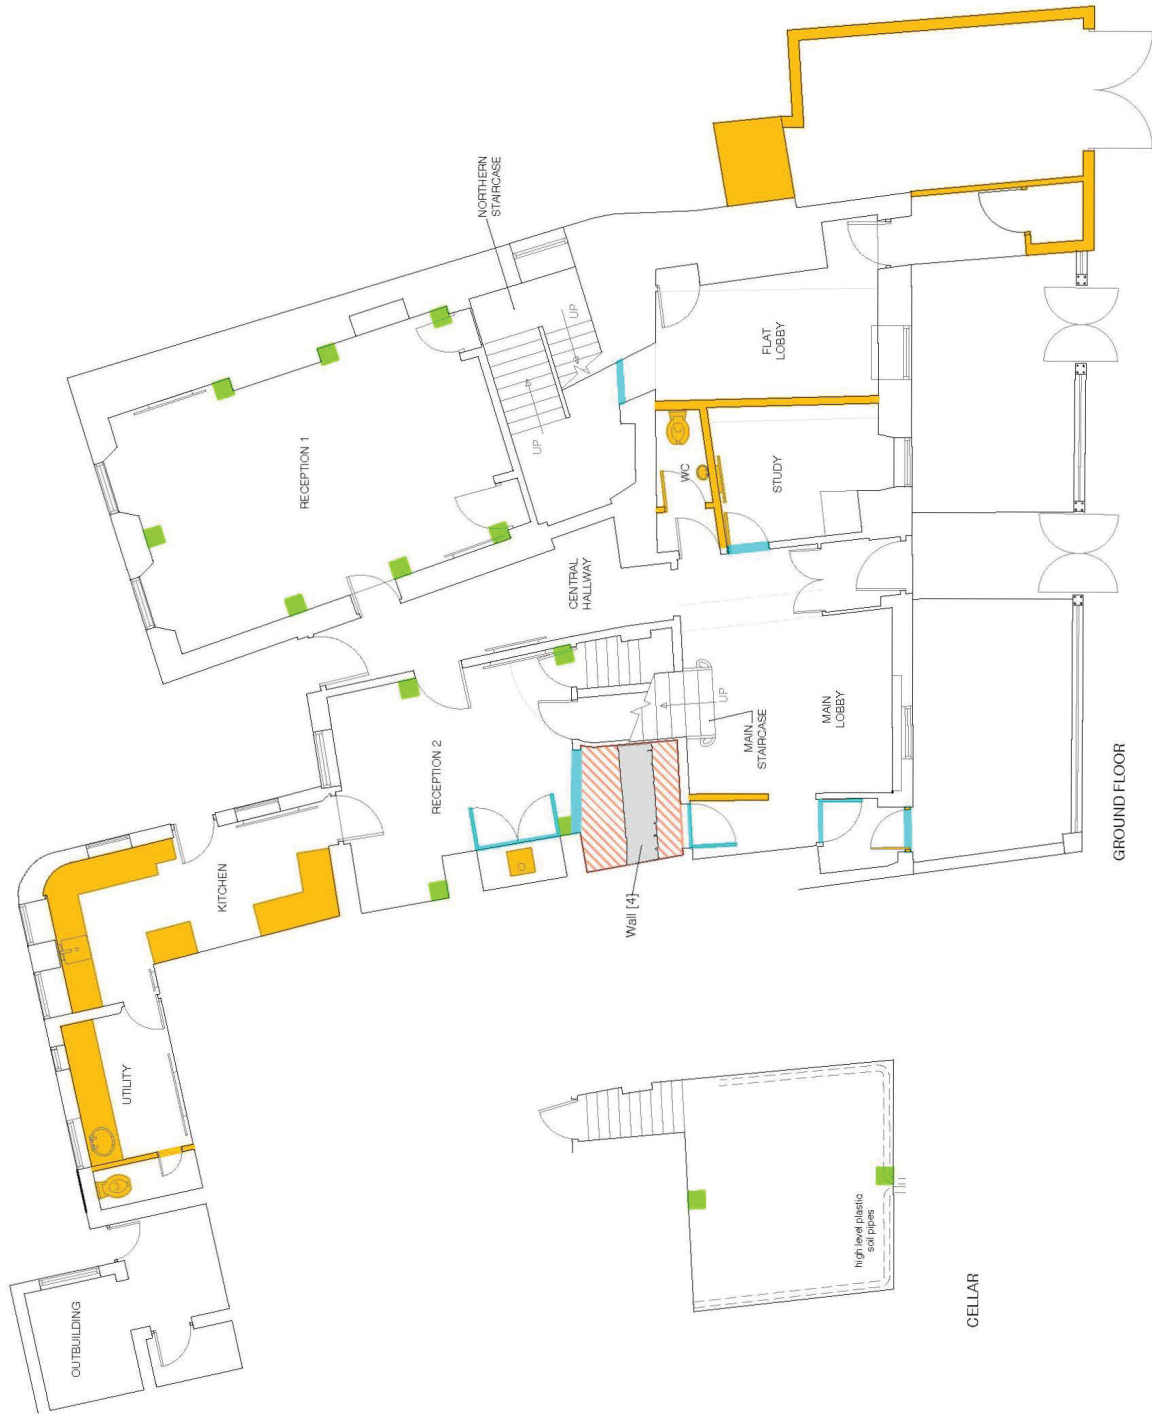 OUTBUILDING
UTILITY
KITCHEN
RECEPTION 1
RECEPTION 2
NORTHERN
STAIRCASE
UP
UP
CENTRAL
HALLWAY
WC
STUDY
FLAT
LOBBY
MAIN
STAIRCASE
UP
MAIN
LOBBY
Wall [4]
GROUND FLOOR
high level plastic
soil pipes
CELLAR